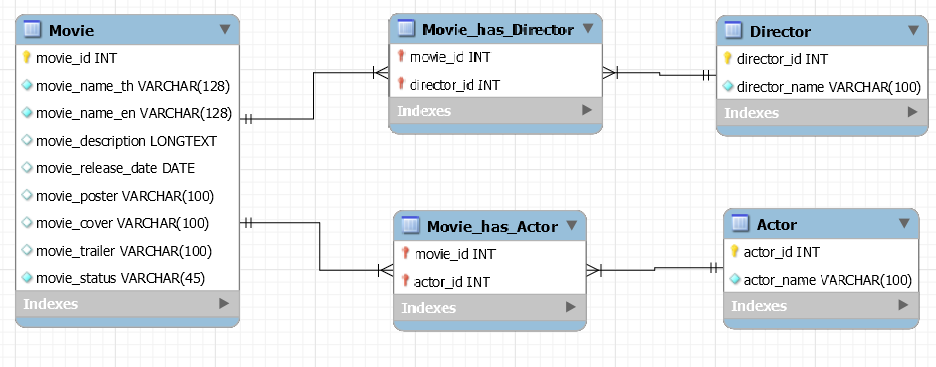 Movie
movie_id INT
movie_name_th VARCHAR(128)
movie_name_en VARCHAR(128)
movie_description LONGTEXT
movie_release_date DATE
movie_poster VARCHAR(100)
movie_cover VARCHAR(100)
movie_trailer VARCHAR(100)
movie_status VARCHAR(45)
Indexes
Movie_has_Director
movie_id INT
director_id INT
Indexes
Director
director_id INT
director_name VARCHAR(100)
Indexes
Movie_has_Actor
movie_id INT
actor_id INT
Indexes
Actor
actor_id INT
actor_name VARCHAR(100)
Indexes